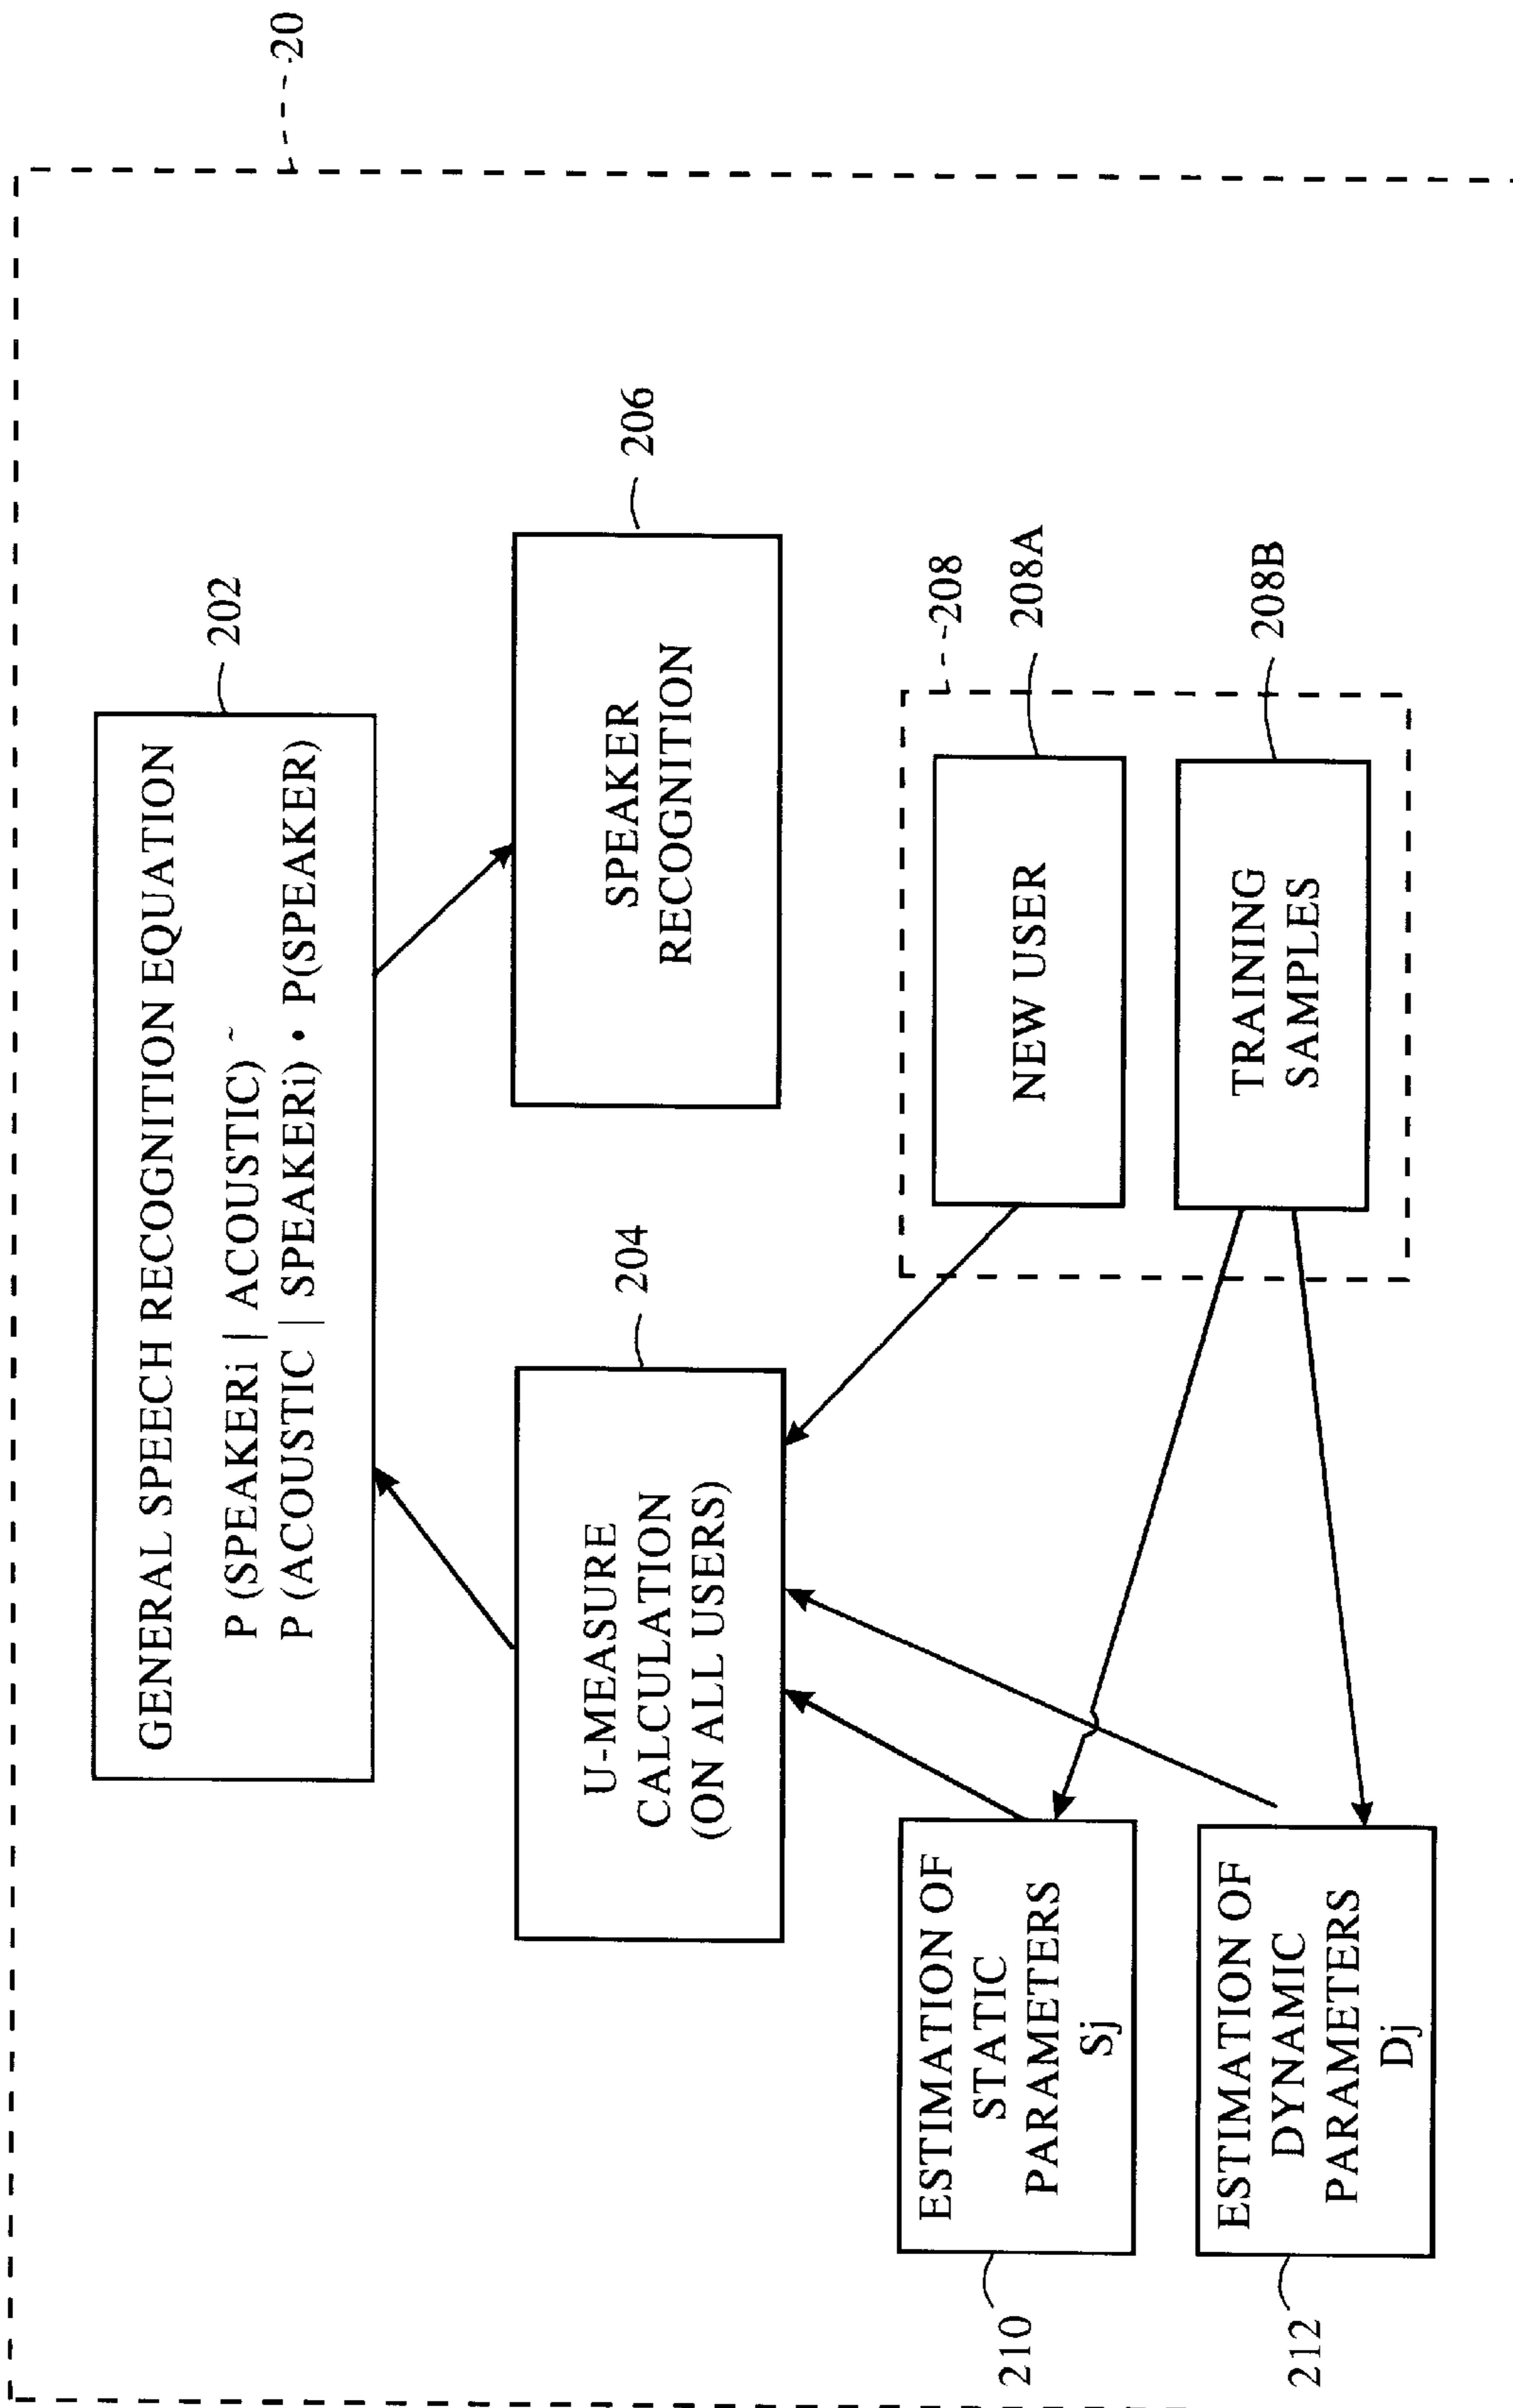 20
202
GENERAL SPEECH RECOGNITION EQUATION
P (SPEAKERi | ACOUSTIC) ~
P (ACOUSTIC | SPEAKERi) • P(SPEAKER)
204
U-MEASURE
CALCULATION
(ON ALL USERS)
206
SPEAKER
RECOGNITION
208
208A
NEW USER
208B
TRAINING
SAMPLES
210
ESTIMATION OF
STATIC
PARAMETERS
Sj
212
ESTIMATION OF
DYNAMIC
PARAMETERS
Dj